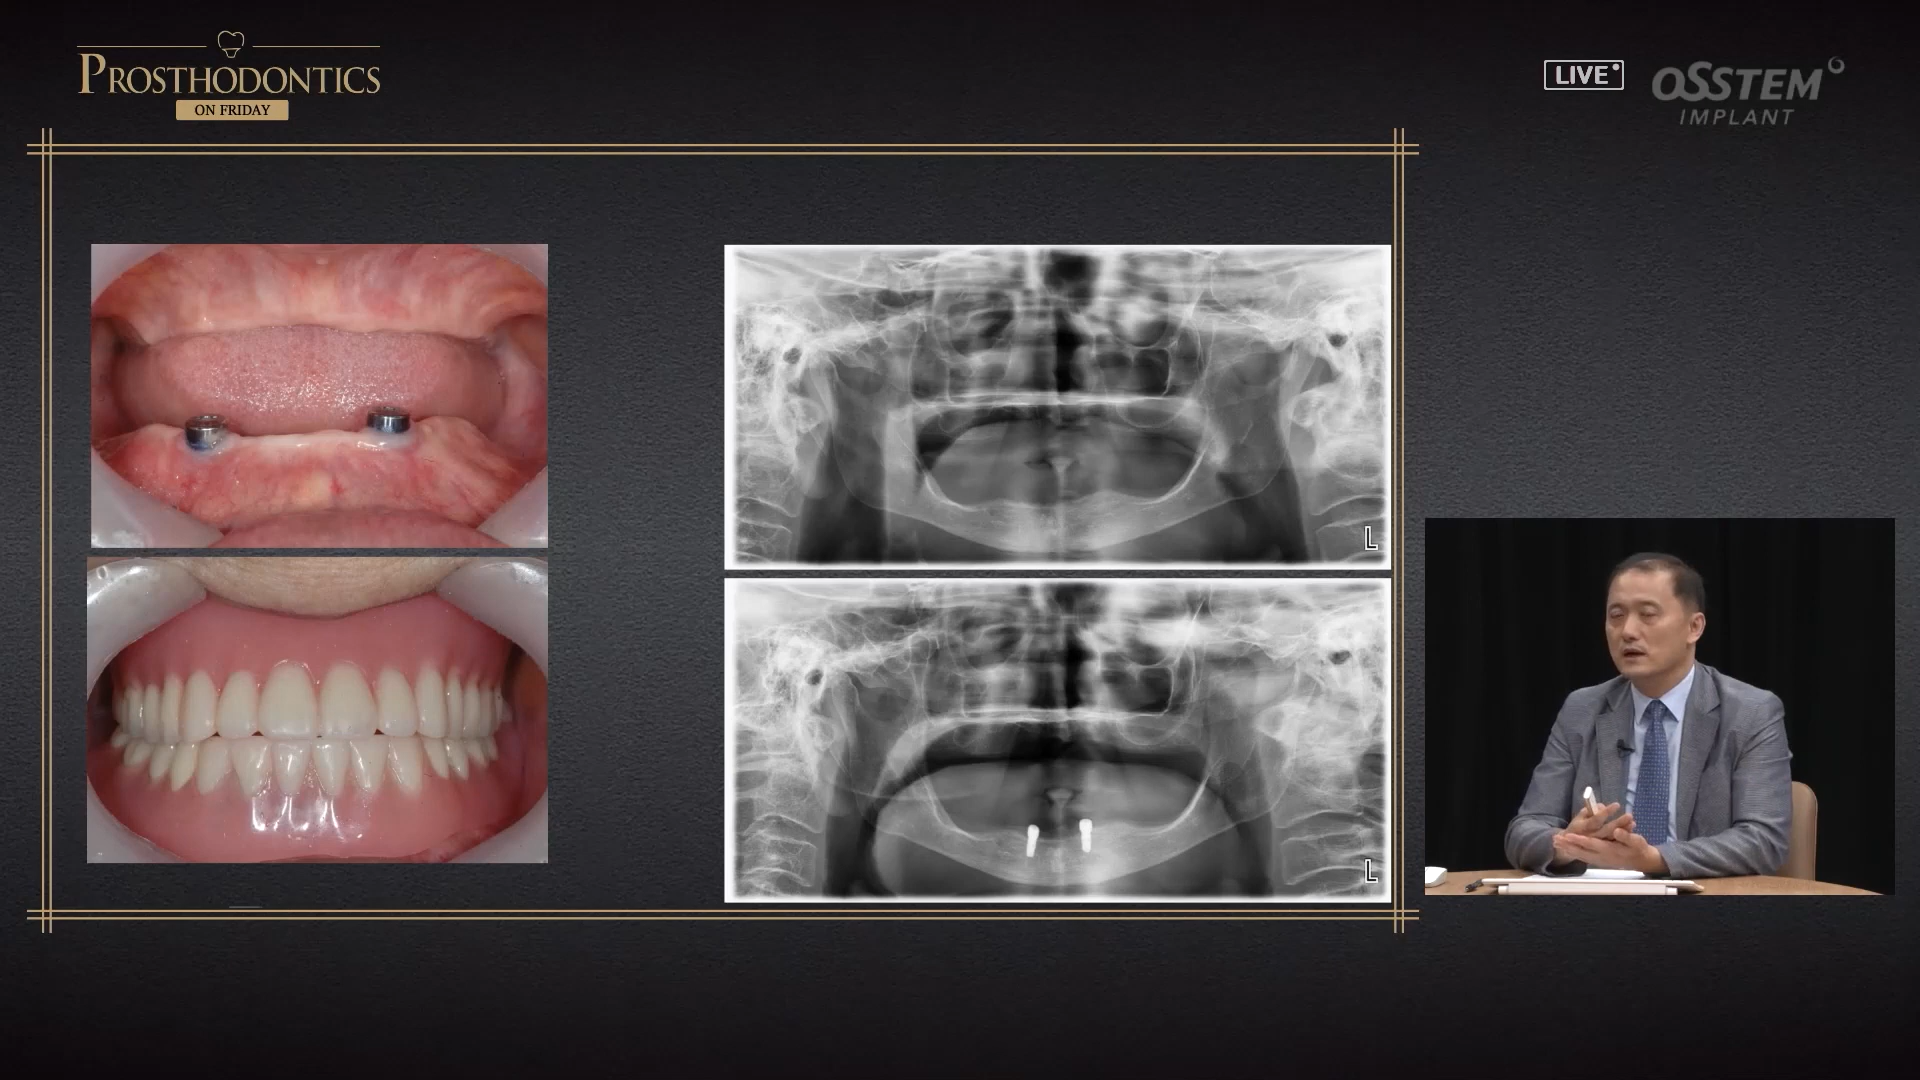 PROSTHODONTICS
ON FRIDAY
LIVE
OSSTEM
IMPLANT
L
L